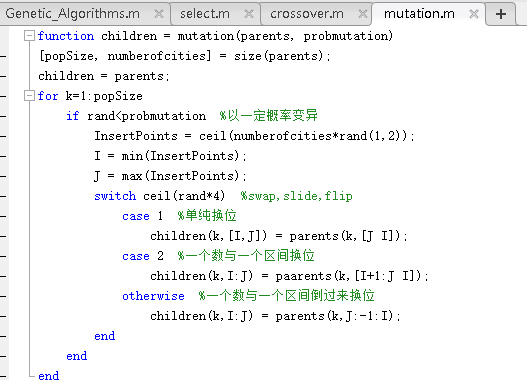 Genetic_Algorithms.m × select.m × crossover.m × mutation.m × +
function children = mutation(parents, probmutation)
[popSize, numberofcities] = size(parents);
children = parents;
for k=1:popSize
if rand<probmutation %以一定概率变异
InsertPoints = ceil(numberofcities*rand(1,2));
I = min(InsertPoints);
J = max(InsertPoints);
switch ceil(rand*4) %swap,slide,flip
case 1 %单纯换位
children(k,[I,J]) = parents(k,[J I]);
case 2 %一个数与一个区间换位
children(k,I:J) = paarents(k,[I+1:J I]);
otherwise %一个数与一个区间倒过来换位
children(k,I:J) = parents(k,J:-1:I);
end
end
end